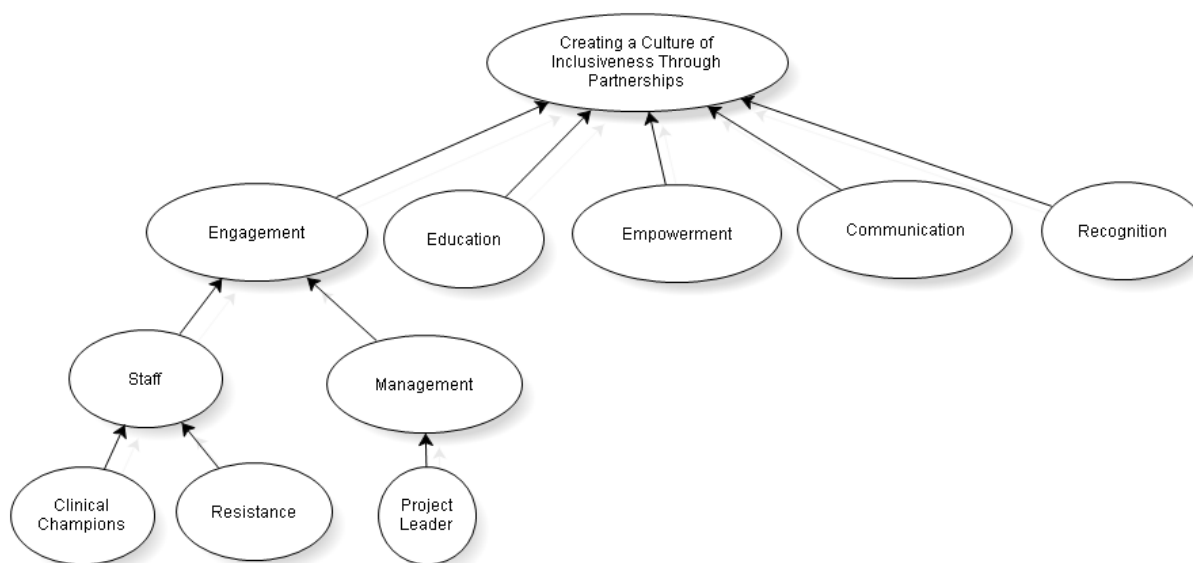 Creating a Culture of
Inclusiveness Through
Partnerships
Engagement
Education
Empowerment
Communication
Recognition
Staff
Management
Clinical
Champions
Resistance
Project
Leader